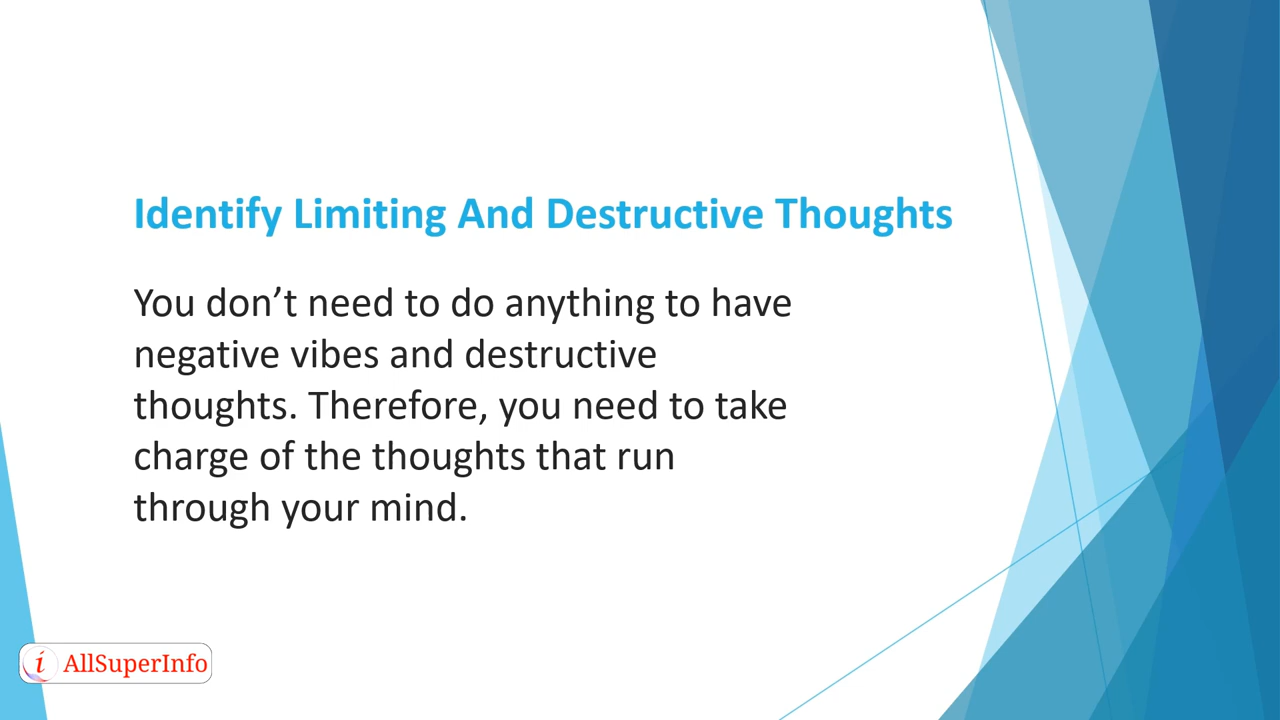 Identify Limiting And Destructive Thoughts
You don’t need to do anything to have
negative vibes and destructive
thoughts. Therefore, you need to take
charge of the thoughts that run
through your mind.
i AllSuperInfo